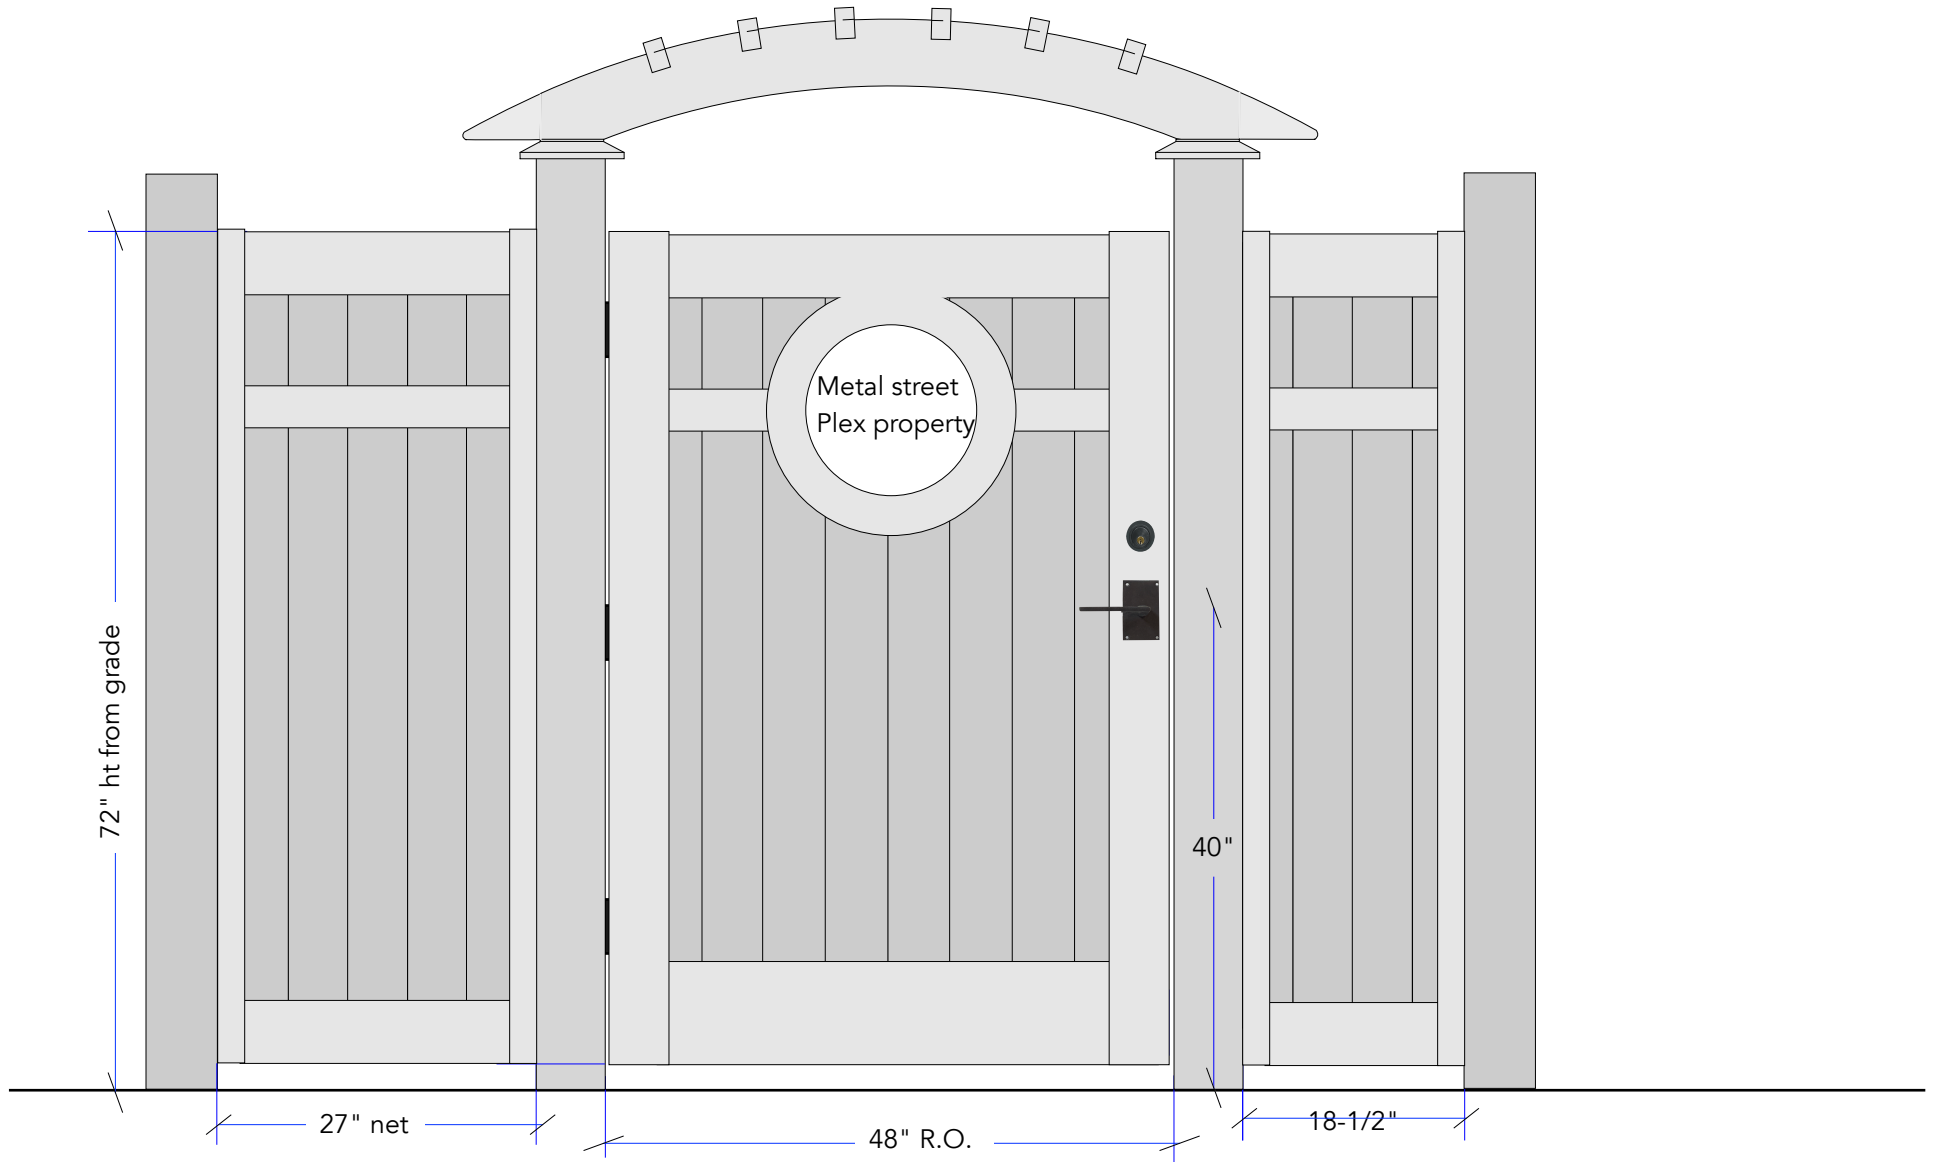 Metal street
Plex property
72" ht from grade
40"
27" net
48" R.O.
18-1/2"